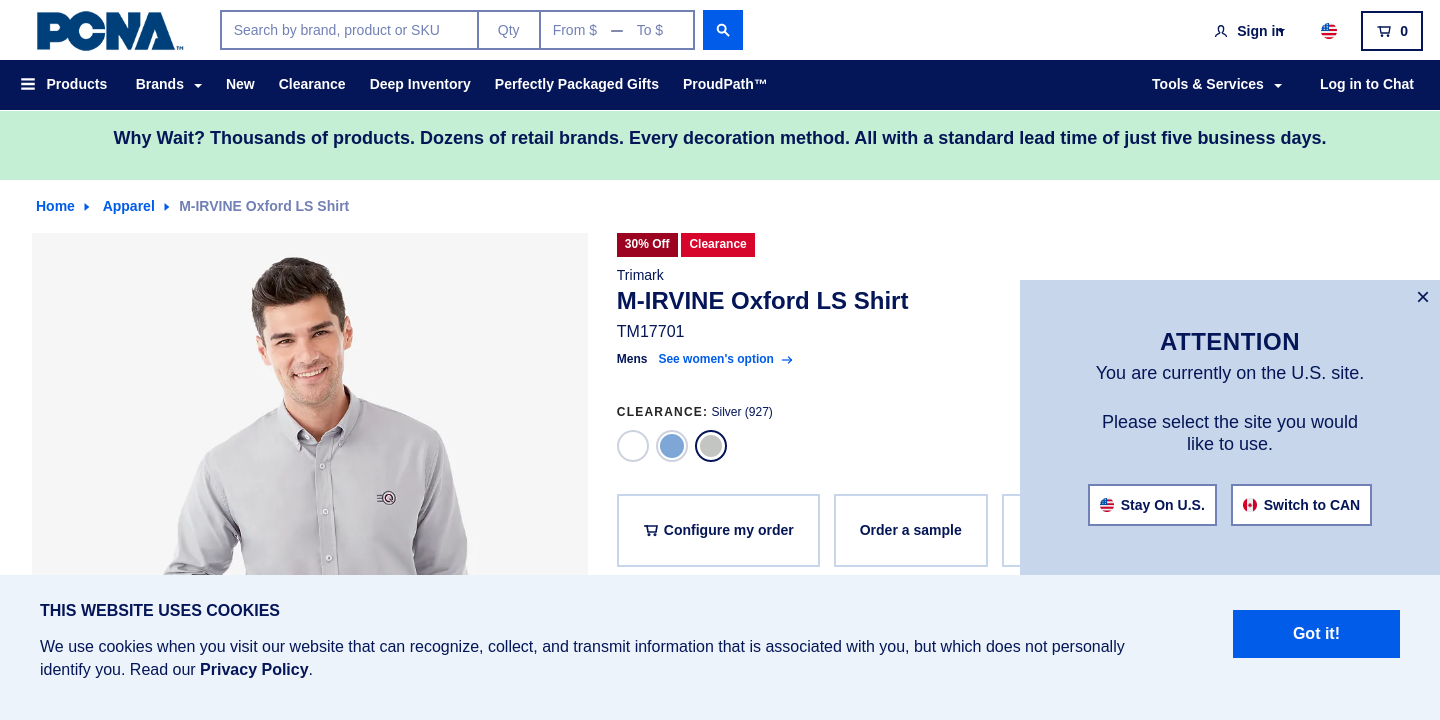 PCNA™
Search by brand, product or SKU
Qty
From $
To $
Sign in
0
Products
Brands
New
Clearance
Deep Inventory
Perfectly Packaged Gifts
ProudPath™
Tools & Services
Log in to Chat
Why Wait? Thousands of products. Dozens of retail brands. Every decoration method. All with a standard lead time of just five business days.
Home
Apparel
M-IRVINE Oxford LS Shirt
30% Off
Clearance
Trimark
M-IRVINE Oxford LS Shirt
TM17701
Mens
See women's option
CLEARANCE: Silver (927)
Configure my order
Order a sample
ATTENTION
You are currently on the U.S. site.
Please select the site you would
like to use.
Stay On U.S.
Switch to CAN
THIS WEBSITE USES COOKIES
We use cookies when you visit our website that can recognize, collect, and transmit information that is associated with you, but which does not personally
identify you. Read our Privacy Policy.
Got it!